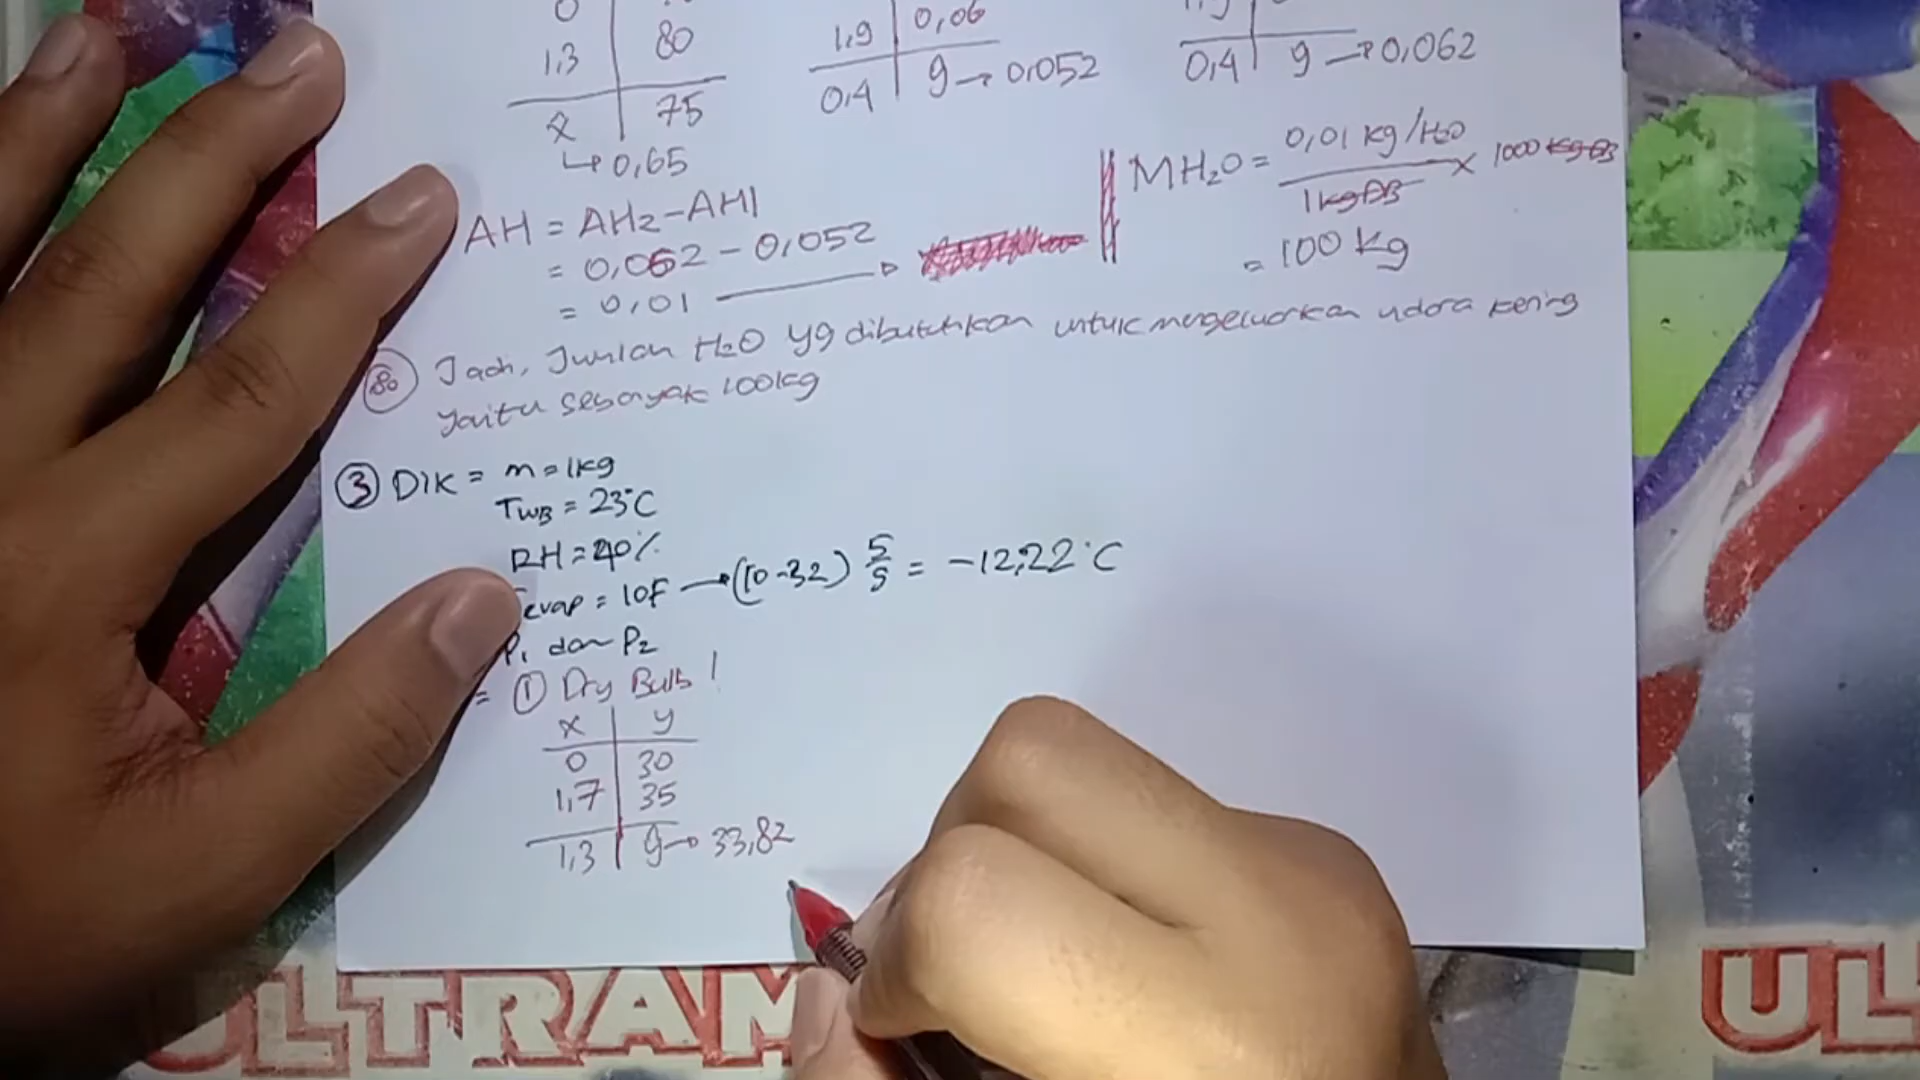 0
1,3 | 80
x̂ | 75
↳ 0,65
1,9 | 0,06
0,4 | ŷ → 0,052
0,4 | ŷ → 0,062
AH = AH2 - AH1
= 0,062 - 0,052
= 0,01
MH₂O = 0,01 kg/H₂O / 1 kg × 1000
= 100 kg
80 Jadi, Jumlah H₂O yg dibutuhkan untuk mengeluarkan udara kering
yaitu sebanyak 100kg
③ DIK = m = 1kg
TWB = 23°C
RH = 40%
evap = 10F → (10-32) 5/9 = -12,22°C
P₁ dan P₂
= ① Dry Bulb !
x | y
0 | 30
1,7 | 35
1,3 | ŷ → 33,82
ULTRAM
UL